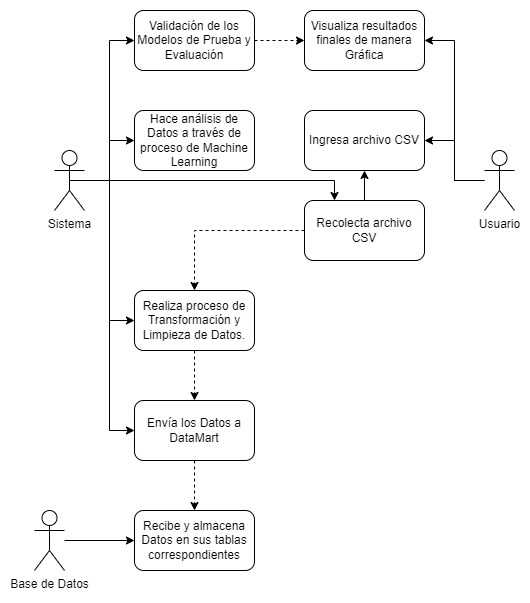 Validación de los
Modelos de Prueba y
Evaluación
Visualiza resultados
finales de manera
Gráfica
Hace análisis de
Datos a través de
proceso de Machine
Learning
Ingresa archivo CSV
Sistema
Usuario
Recolecta archivo
CSV
Realiza proceso de
Transformación y
Limpieza de Datos.
Envía los Datos a
DataMart
Recibe y almacena
Datos en sus tablas
correspondientes
Base de Datos